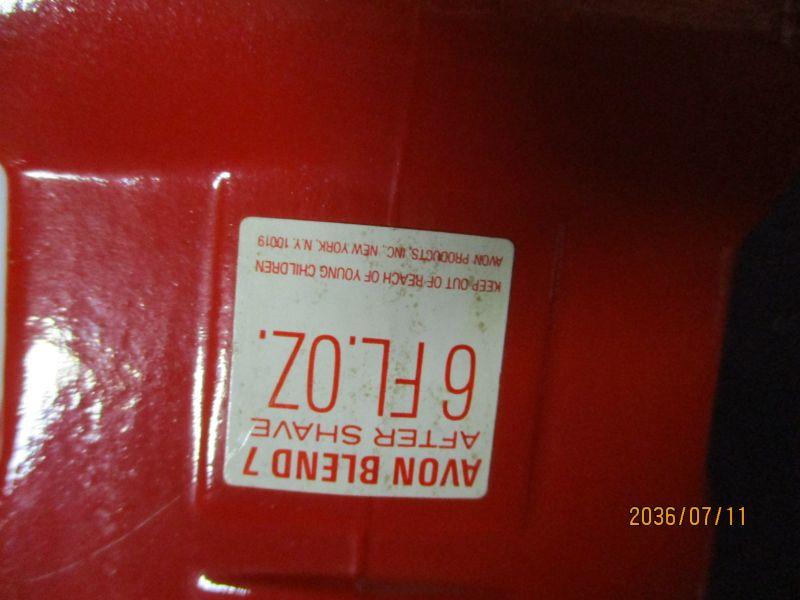 AVON BLEND 7
AFTER SHAVE
6 FL.OZ.
KEEP OUT OF REACH OF YOUNG CHILDREN
AVON PRODUCTS, INC., NEW YORK, N.Y. 10019
2036/07/11